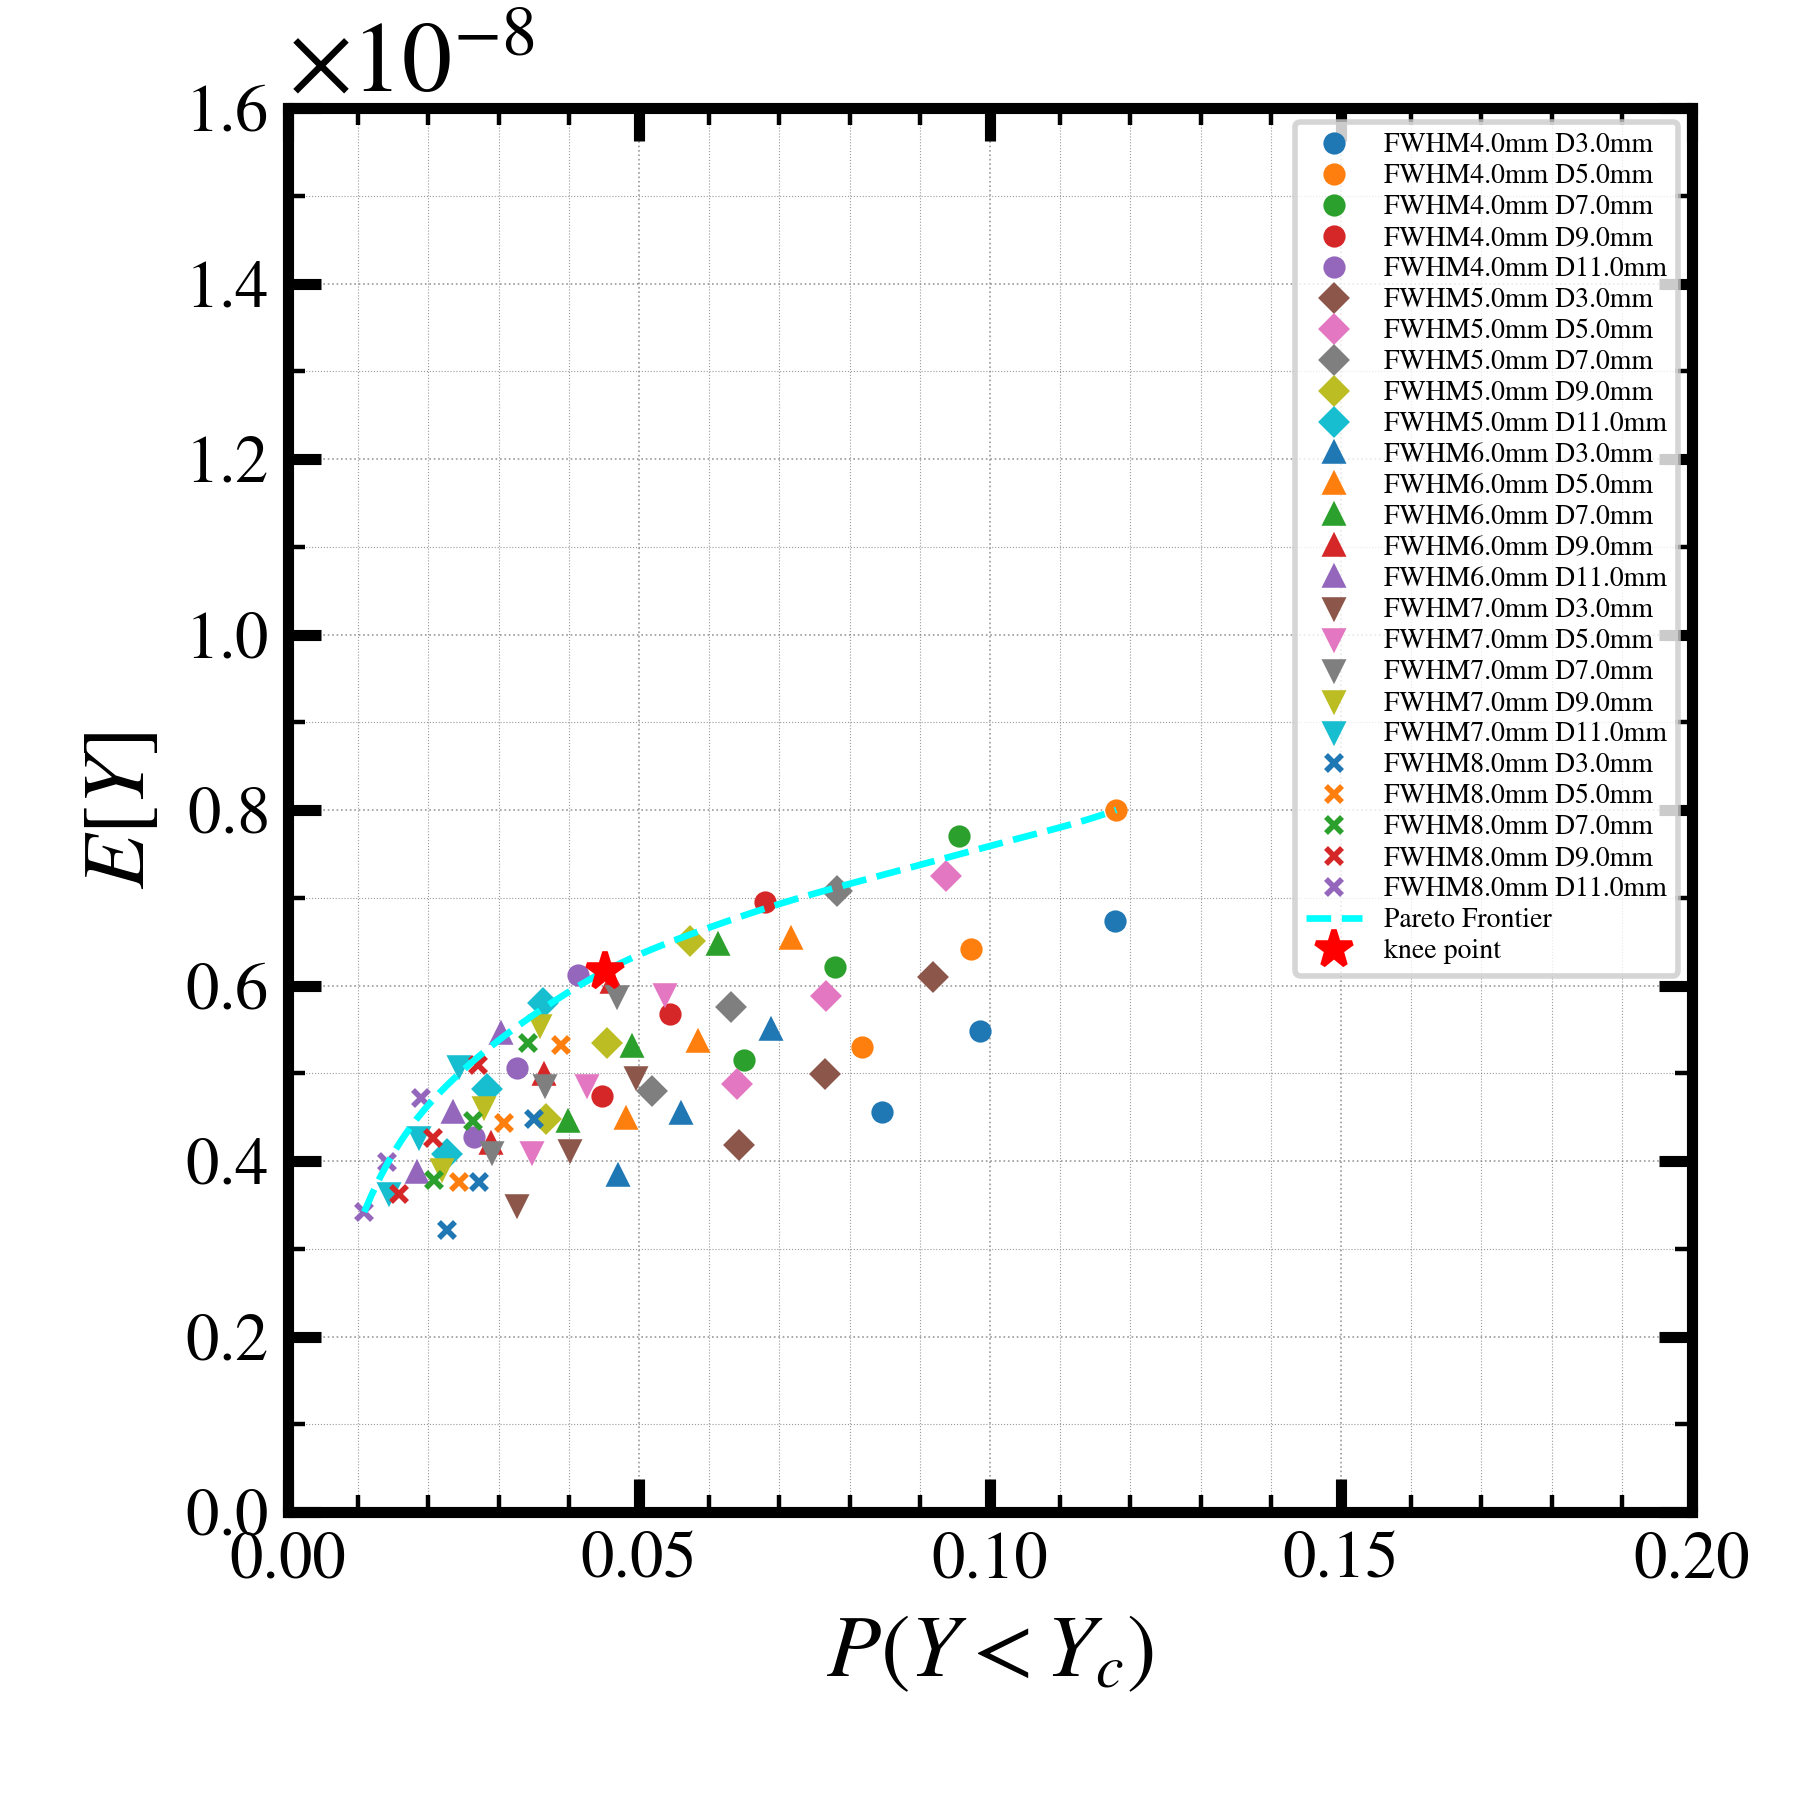 ×10⁻⁸
1.6
1.4
1.2
1.0
0.8
0.6
0.4
0.2
0.0
E[Y]
0.00 0.05 0.10 0.15 0.20
P(Y < Y_c)
FWHM4.0mm D3.0mm
FWHM4.0mm D5.0mm
FWHM4.0mm D7.0mm
FWHM4.0mm D9.0mm
FWHM4.0mm D11.0mm
FWHM5.0mm D3.0mm
FWHM5.0mm D5.0mm
FWHM5.0mm D7.0mm
FWHM5.0mm D9.0mm
FWHM5.0mm D11.0mm
FWHM6.0mm D3.0mm
FWHM6.0mm D5.0mm
FWHM6.0mm D7.0mm
FWHM6.0mm D9.0mm
FWHM6.0mm D11.0mm
FWHM7.0mm D3.0mm
FWHM7.0mm D5.0mm
FWHM7.0mm D7.0mm
FWHM7.0mm D9.0mm
FWHM7.0mm D11.0mm
FWHM8.0mm D3.0mm
FWHM8.0mm D5.0mm
FWHM8.0mm D7.0mm
FWHM8.0mm D9.0mm
FWHM8.0mm D11.0mm
Pareto Frontier
knee point